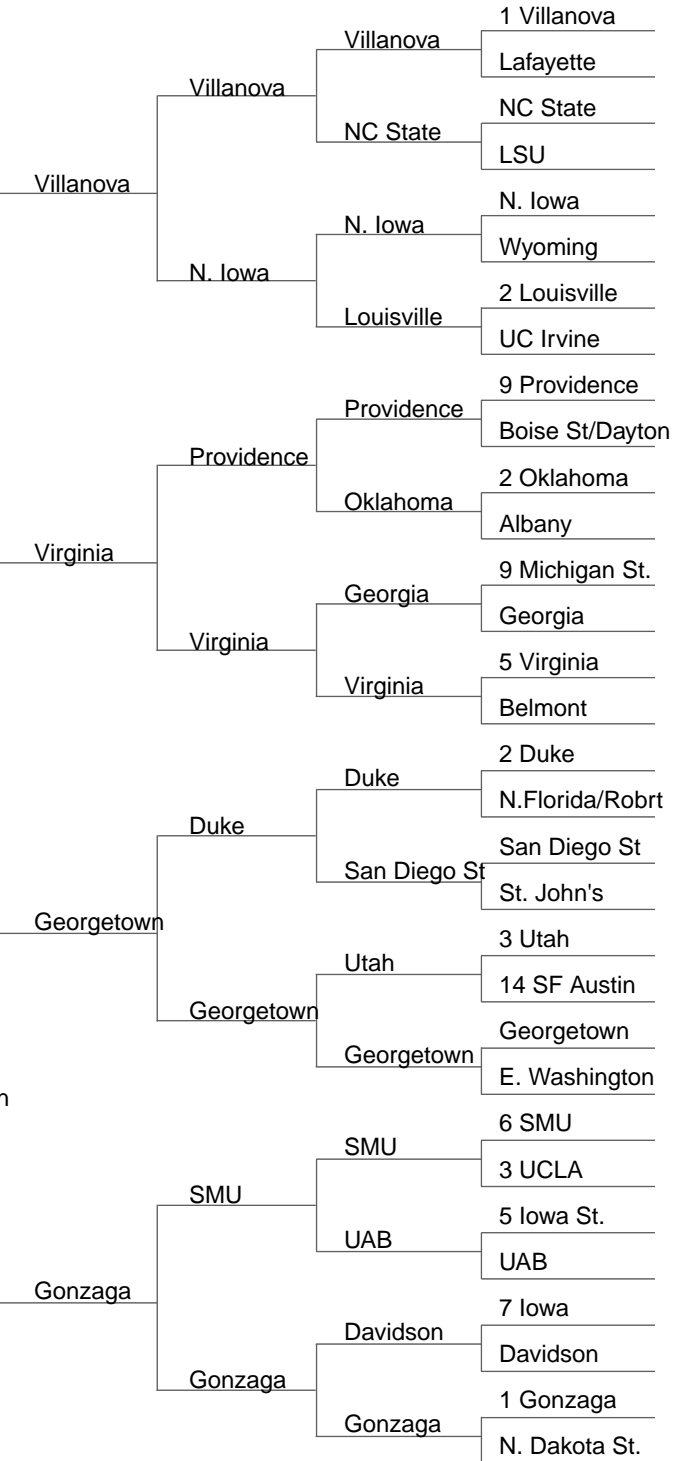 1 Villanova
Villanova
Lafayette
Villanova
NC State
NC State
LSU
Villanova
N. Iowa
N. Iowa
Wyoming
N. Iowa
2 Louisville
Louisville
UC Irvine
9 Providence
Providence
Boise St/Dayton
Providence
2 Oklahoma
Oklahoma
Albany
Virginia
9 Michigan St.
Georgia
Georgia
Virginia
5 Virginia
Virginia
Belmont
2 Duke
Duke
N.Florida/Robrt
Duke
San Diego St
San Diego St
St. John's
Georgetown
3 Utah
Utah
14 SF Austin
Georgetown
Georgetown
Georgetown
E. Washington
n
6 SMU
SMU
3 UCLA
SMU
5 Iowa St.
UAB
UAB
Gonzaga
7 Iowa
Davidson
Davidson
Gonzaga
1 Gonzaga
Gonzaga
N. Dakota St.